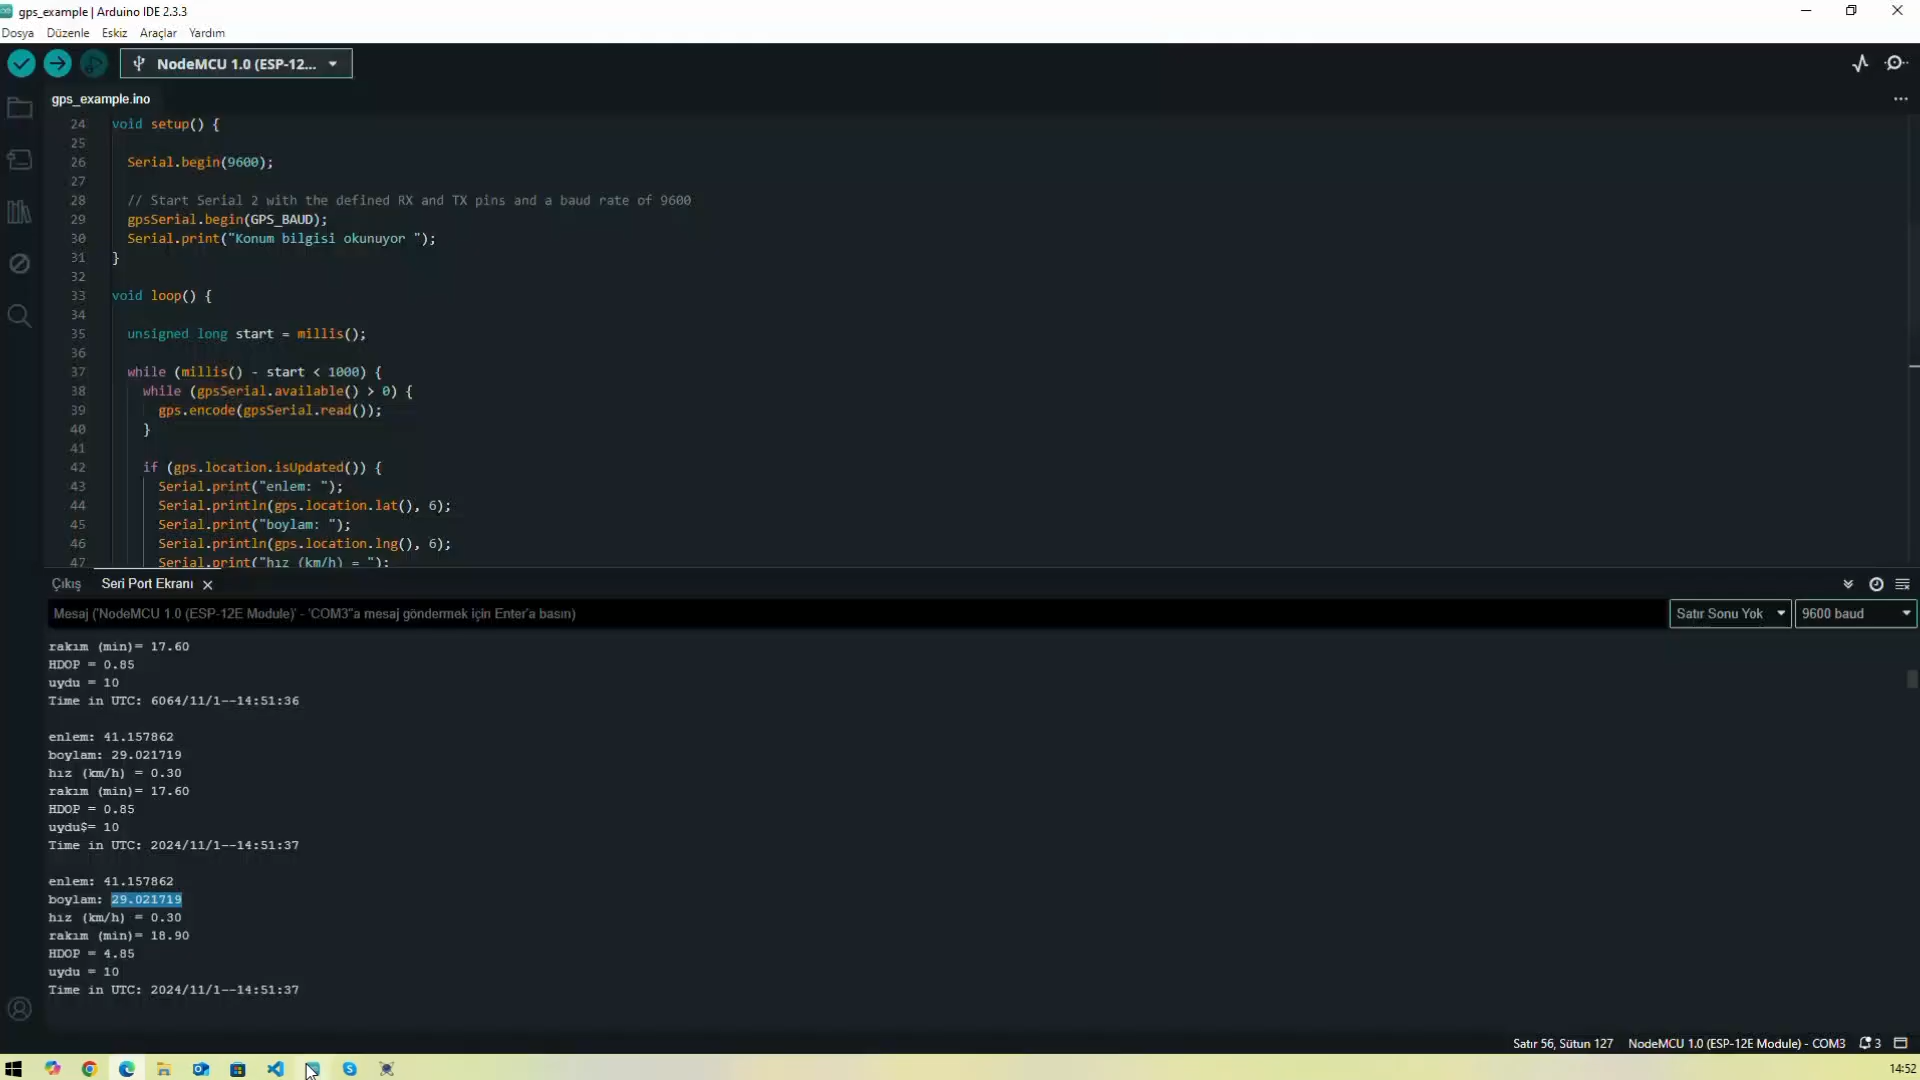 gps_example | Arduino IDE 2.3.3
Dosya Düzenle Eskiz Araçlar Yardım
NodeMCU 1.0 (ESP-12...
gps_example.ino
24 void setup() {
25
26 Serial.begin(9600);
27
28 // Start Serial 2 with the defined RX and TX pins and a baud rate of 9600
29 gpsSerial.begin(GPS_BAUD);
30 Serial.print("Konum bilgisi okunuyor ");
31 }
32
33 void loop() {
34
35 unsigned long start = millis();
36
37 while (millis() - start < 1000) {
38 while (gpsSerial.available() > 0) {
39 gps.encode(gpsSerial.read());
40 }
41
42 if (gps.location.isUpdated()) {
43 Serial.print("enlem: ");
44 Serial.println(gps.location.lat(), 6);
45 Serial.print("boylam: ");
46 Serial.println(gps.location.lng(), 6);
47 Serial.print("hız (km/h) = ");
Çıkış Seri Port Ekranı
Mesaj ('NodeMCU 1.0 (ESP-12E Module)' - 'COM3''a mesaj göndermek için Enter'a basın)
Satır Sonu Yok 9600 baud
rakım (min)= 17.60
HDOP = 0.85
uydu = 10
Time in UTC: 6064/11/1--14:51:36
enlem: 41.157862
boylam: 29.021719
hız (km/h) = 0.30
rakım (min)= 17.60
HDOP = 0.85
uydu$= 10
Time in UTC: 2024/11/1--14:51:37
enlem: 41.157862
boylam: 29.021719
hız (km/h) = 0.30
rakım (min)= 18.90
HDOP = 4.85
uydu = 10
Time in UTC: 2024/11/1--14:51:37
Satır 56, Sütun 127 NodeMCU 1.0 (ESP-12E Module) - COM3 3
14:52